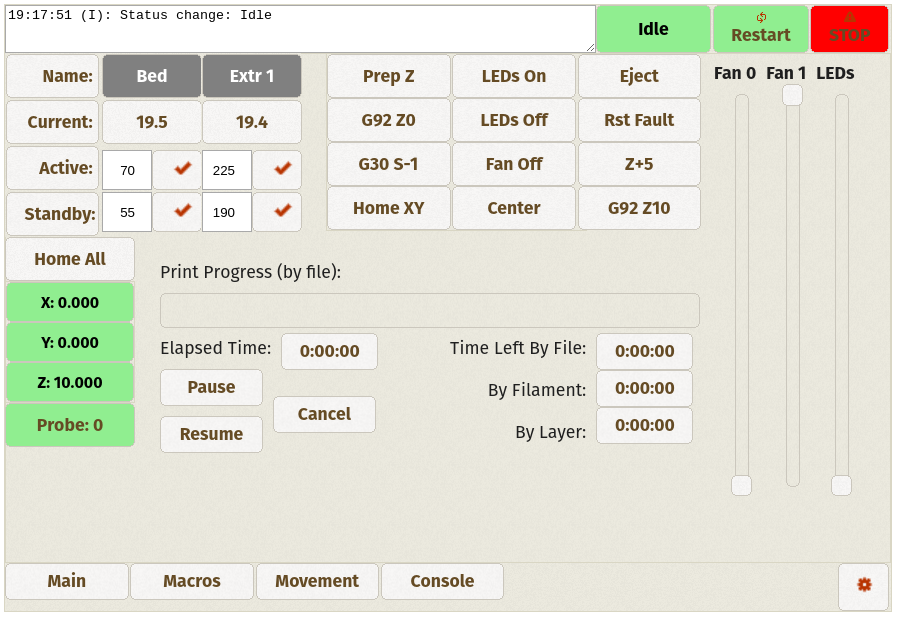 19:17:51 (I): Status change: Idle
Idle
Restart
STOP
Name: Bed Extr 1
Current: 19.5 19.4
Active: 70 225
Standby: 55 190
Prep Z LEDs On Eject
G92 Z0 LEDs Off Rst Fault
G30 S-1 Fan Off Z+5
Home XY Center G92 Z10
Fan 0 Fan 1 LEDs
Home All
X: 0.000
Y: 0.000
Z: 10.000
Probe: 0
Print Progress (by file):
Elapsed Time: 0:00:00
Pause
Resume
Cancel
Time Left By File: 0:00:00
By Filament: 0:00:00
By Layer: 0:00:00
Main Macros Movement Console